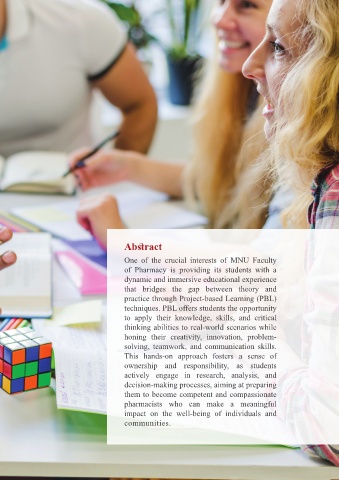 Abstract
One of the crucial interests of MNU Faculty
of Pharmacy is providing its students with a
dynamic and immersive educational experience
that bridges the gap between theory and
practice through Project-based Learning (PBL)
techniques. PBL offers students the opportunity
to apply their knowledge, skills, and critical
thinking abilities to real-world scenarios while
honing their creativity, innovation, problem-
solving, teamwork, and communication skills.
This hands-on approach fosters a sense of
ownership and responsibility, as students
actively engage in research, analysis, and
decision-making processes, aiming at preparing
them to become competent and compassionate
pharmacists who can make a meaningful
impact on the well-being of individuals and
communities.